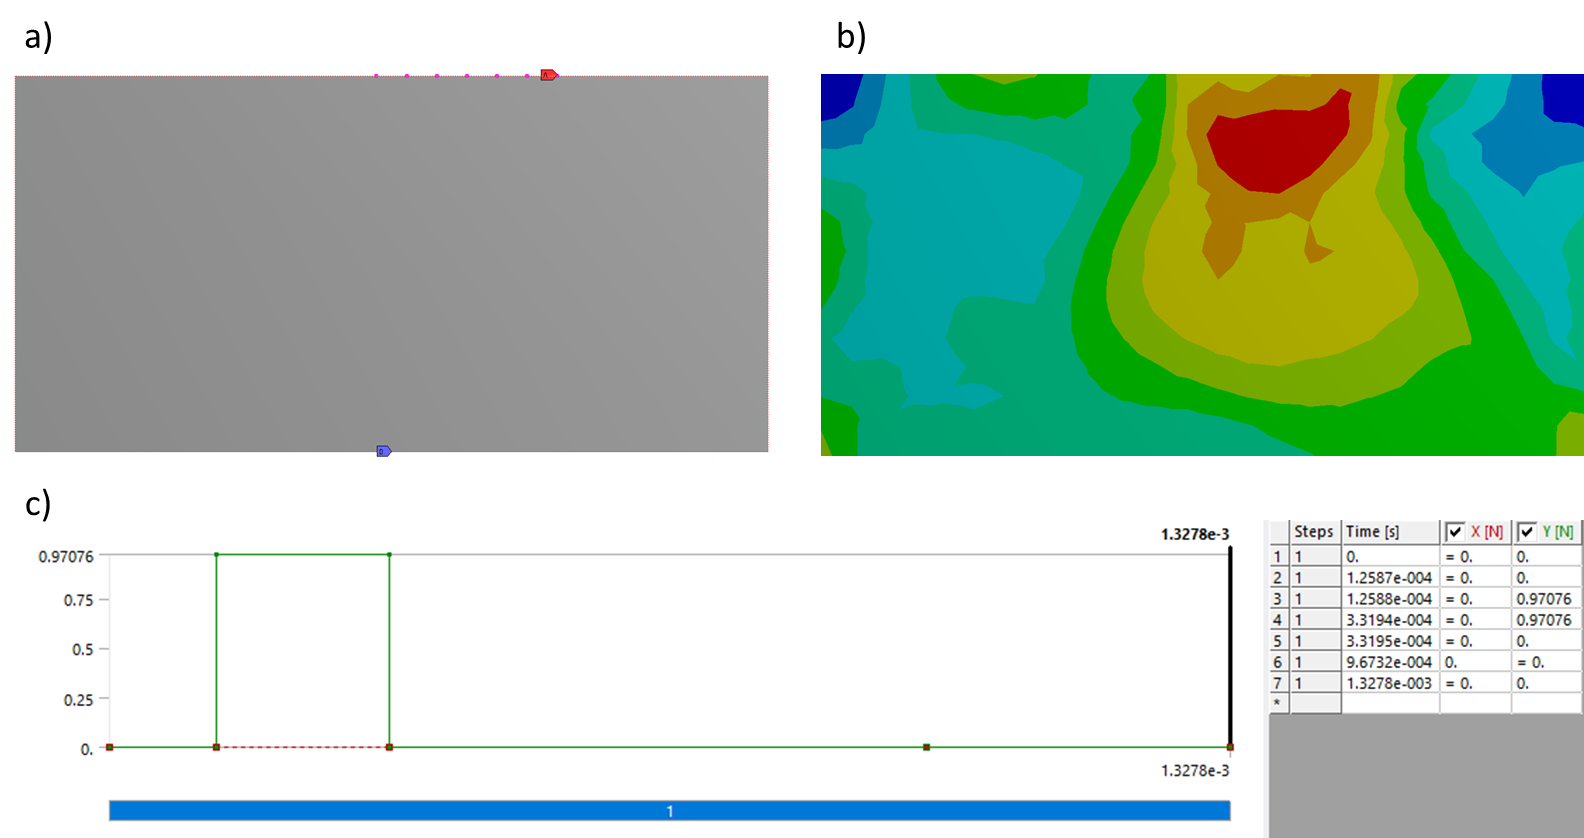 a)
b)
c)
1.3278e-3
0.97076
0.75
0.5
0.25
0.
1.3278e-3
1
Steps Time [s] X [N] Y [N]
1 1 0. = 0. 0.
2 1 1.2587e-004 = 0. 0.
3 1 1.2588e-004 = 0. 0.97076
4 1 3.3194e-004 = 0. 0.97076
5 1 3.3195e-004 = 0. 0.
6 1 9.6732e-004 0. = 0.
7 1 1.3278e-003 = 0. 0.
*